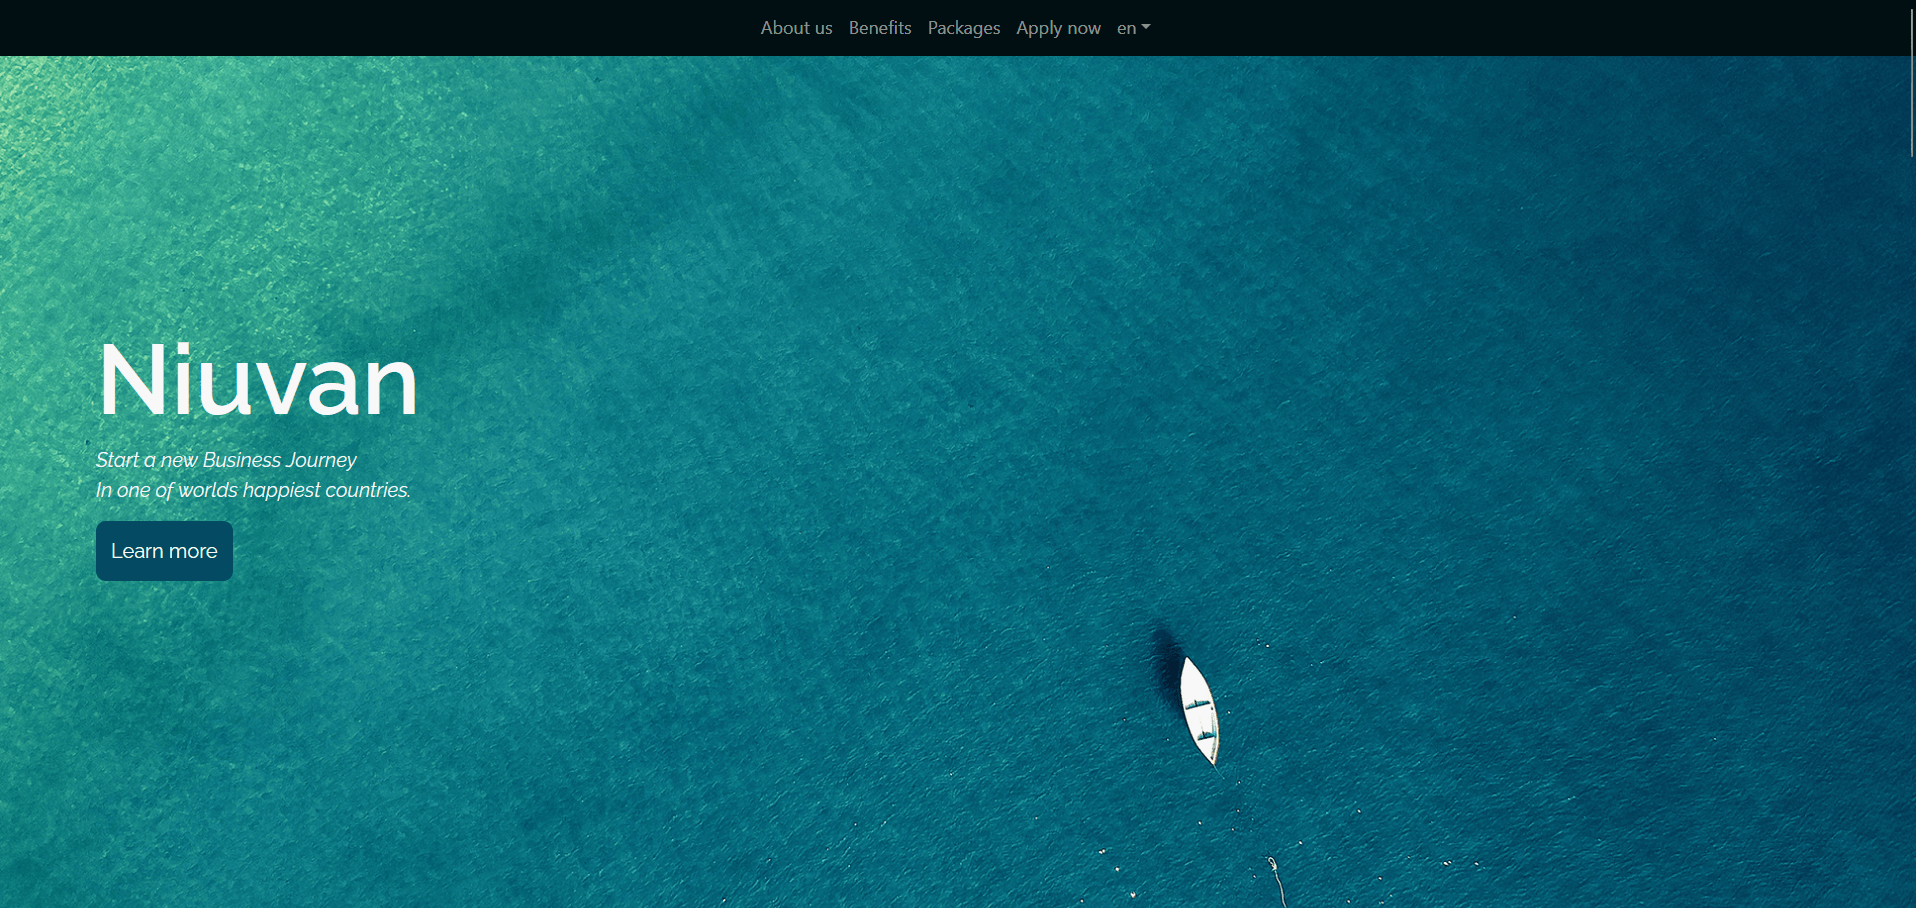 About us Benefits Packages Apply now en
Niuvan
Start a new Business Journey
In one of worlds happiest countries.
Learn more